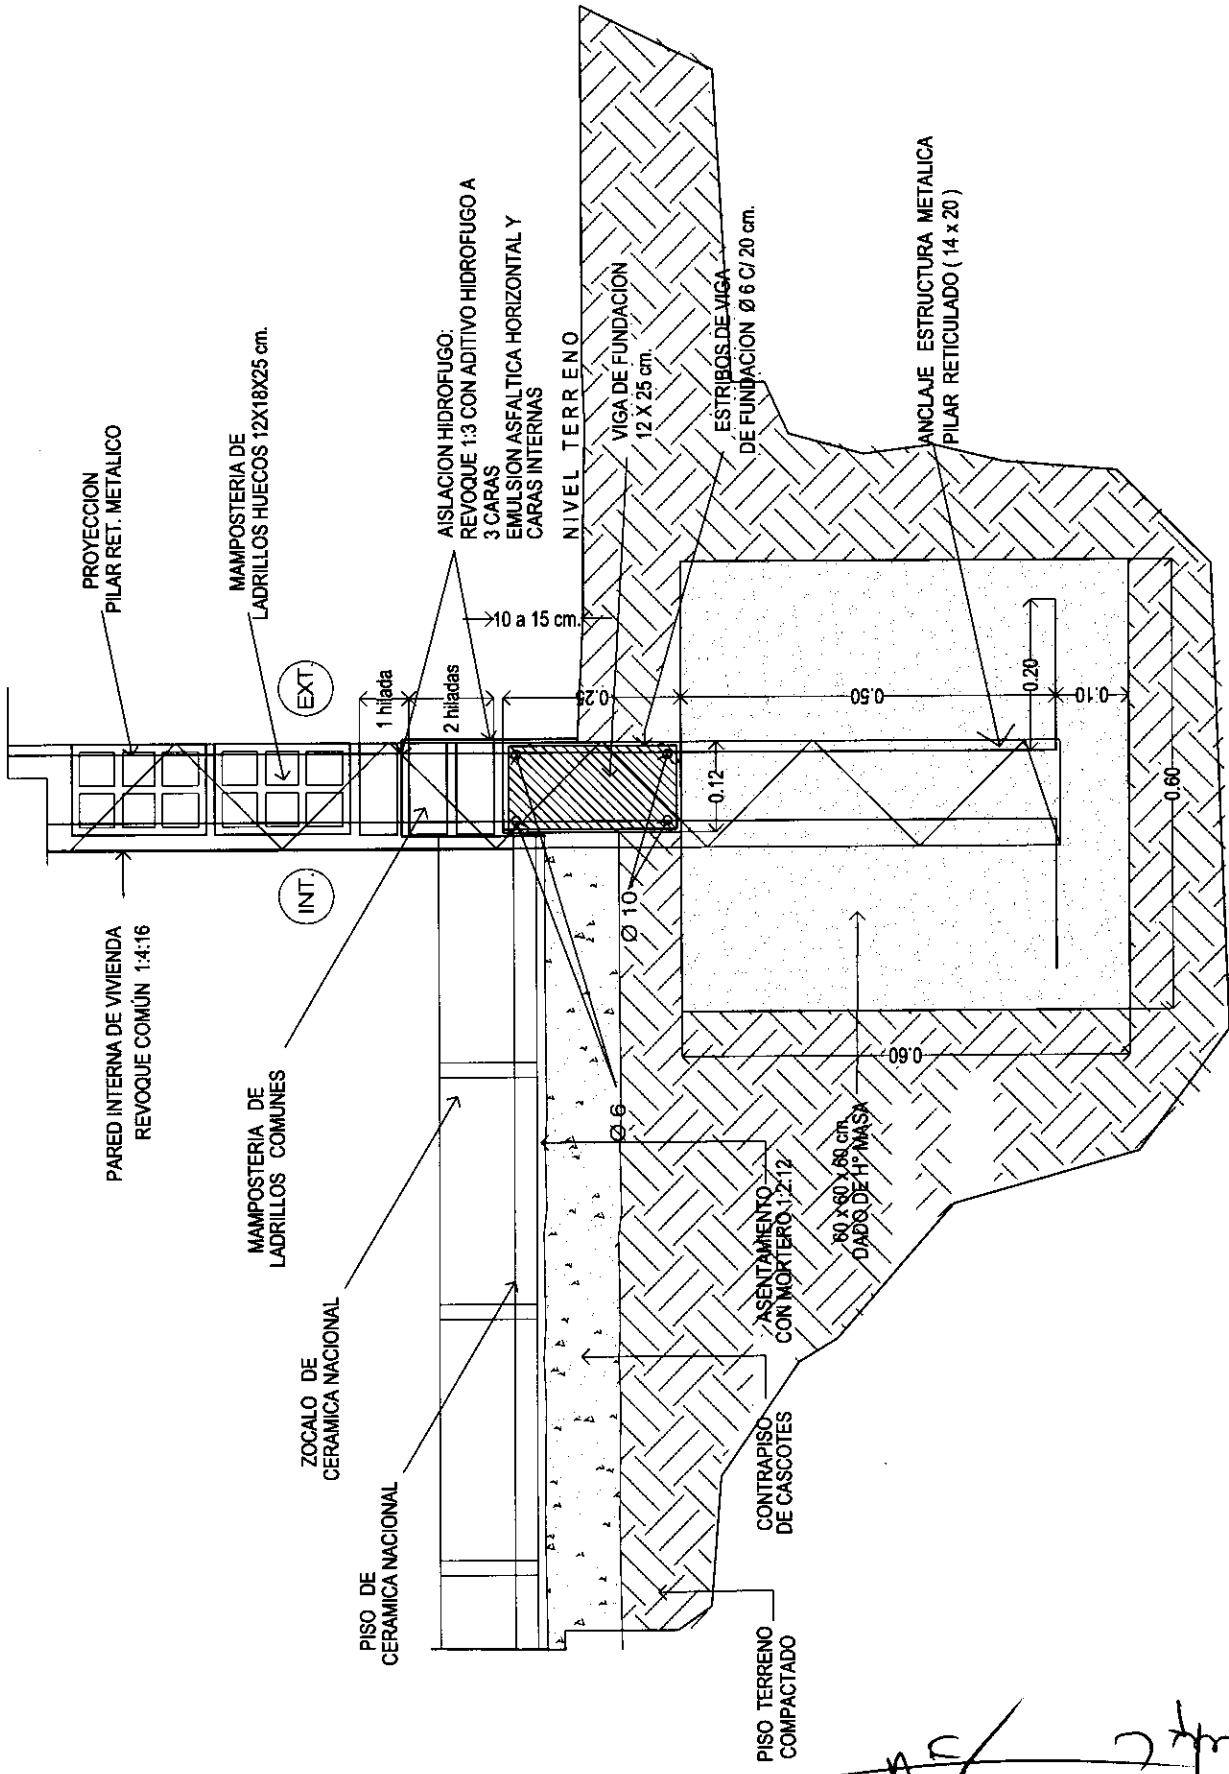 PROYECCION
PILAR RET. METALICO
MAMPOSTERIA DE
LADRILLOS HUECOS 12X18X25 cm.
EXT.
INT.
PARED INTERNA DE VIVIENDA
REVOQUE COMÚN 1:4:16
MAMPOSTERIA DE
LADRILLOS COMUNES
ZOCALO DE
CERAMICA NACIONAL
PISO DE
CERAMICA NACIONAL
1 hilada
2 hiladas
AISLACION HIDROFUGO:
REVOQUE 1:3 CON ADITIVO HIDROFUGO A
3 CARAS
EMULSION ASFALTICA HORIZONTAL Y
CARAS INTERNAS
10 a 15 cm.
NIVEL TERRENO
VIGA DE FUNDACION
12 X 25 cm.
ESTRIBOS DE VIGA
DE FUNDACION Ø 6 C/ 20 cm.
0.25
0.12
Ø 10
Ø 6
0.50
0.20
0.10
0.60
0.60
ANCLAJE ESTRUCTURA METALICA
PILAR RETICULADO ( 14 x 20 )
60 x 60 x 60 cm
DADO DE Hº MASA
ASENTAMIENTO
CON MORTERO 1:2:12
CONTRAPISO
DE CASCOTES
PISO TERRENO
COMPACTADO